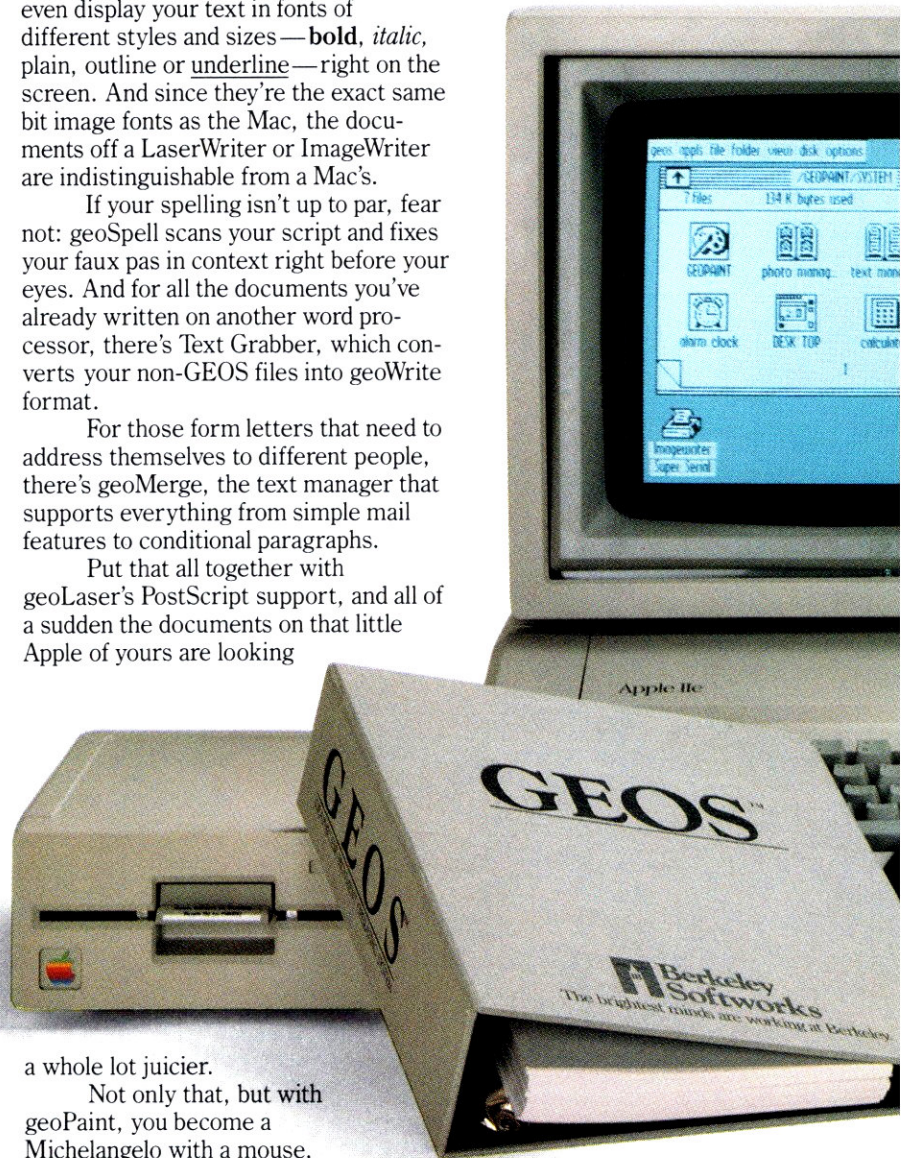 even display your text in fonts of
different styles and sizes—bold, italic,
plain, outline or underline—right on the
screen. And since they're the exact same
bit image fonts as the Mac, the docu-
ments off a LaserWriter or ImageWriter
are indistinguishable from a Mac's.
If your spelling isn't up to par, fear
not: geoSpell scans your script and fixes
your faux pas in context right before your
eyes. And for all the documents you've
already written on another word pro-
cessor, there's Text Grabber, which con-
verts your non-GEOS files into geoWrite
format.
For those form letters that need to
address themselves to different people,
there's geoMerge, the text manager that
supports everything from simple mail
features to conditional paragraphs.
Put that all together with
geoLaser's PostScript support, and all of
a sudden the documents on that little
Apple of yours are looking
a whole lot juicier.
Not only that, but with
geoPaint, you become a
Michelangelo with a mouse,
geos appls file folder view disk options
/GEOPAINT/SYSTEM
7 files 134 K bytes used
GEOPAINT photo manag.. text mana
alarm clock DESK TOP calculat
1
Imagewriter
Super Serial
Apple IIe
GEOS™
GEOS
Berkeley
Softworks
The brightest minds are working at Berkeley.